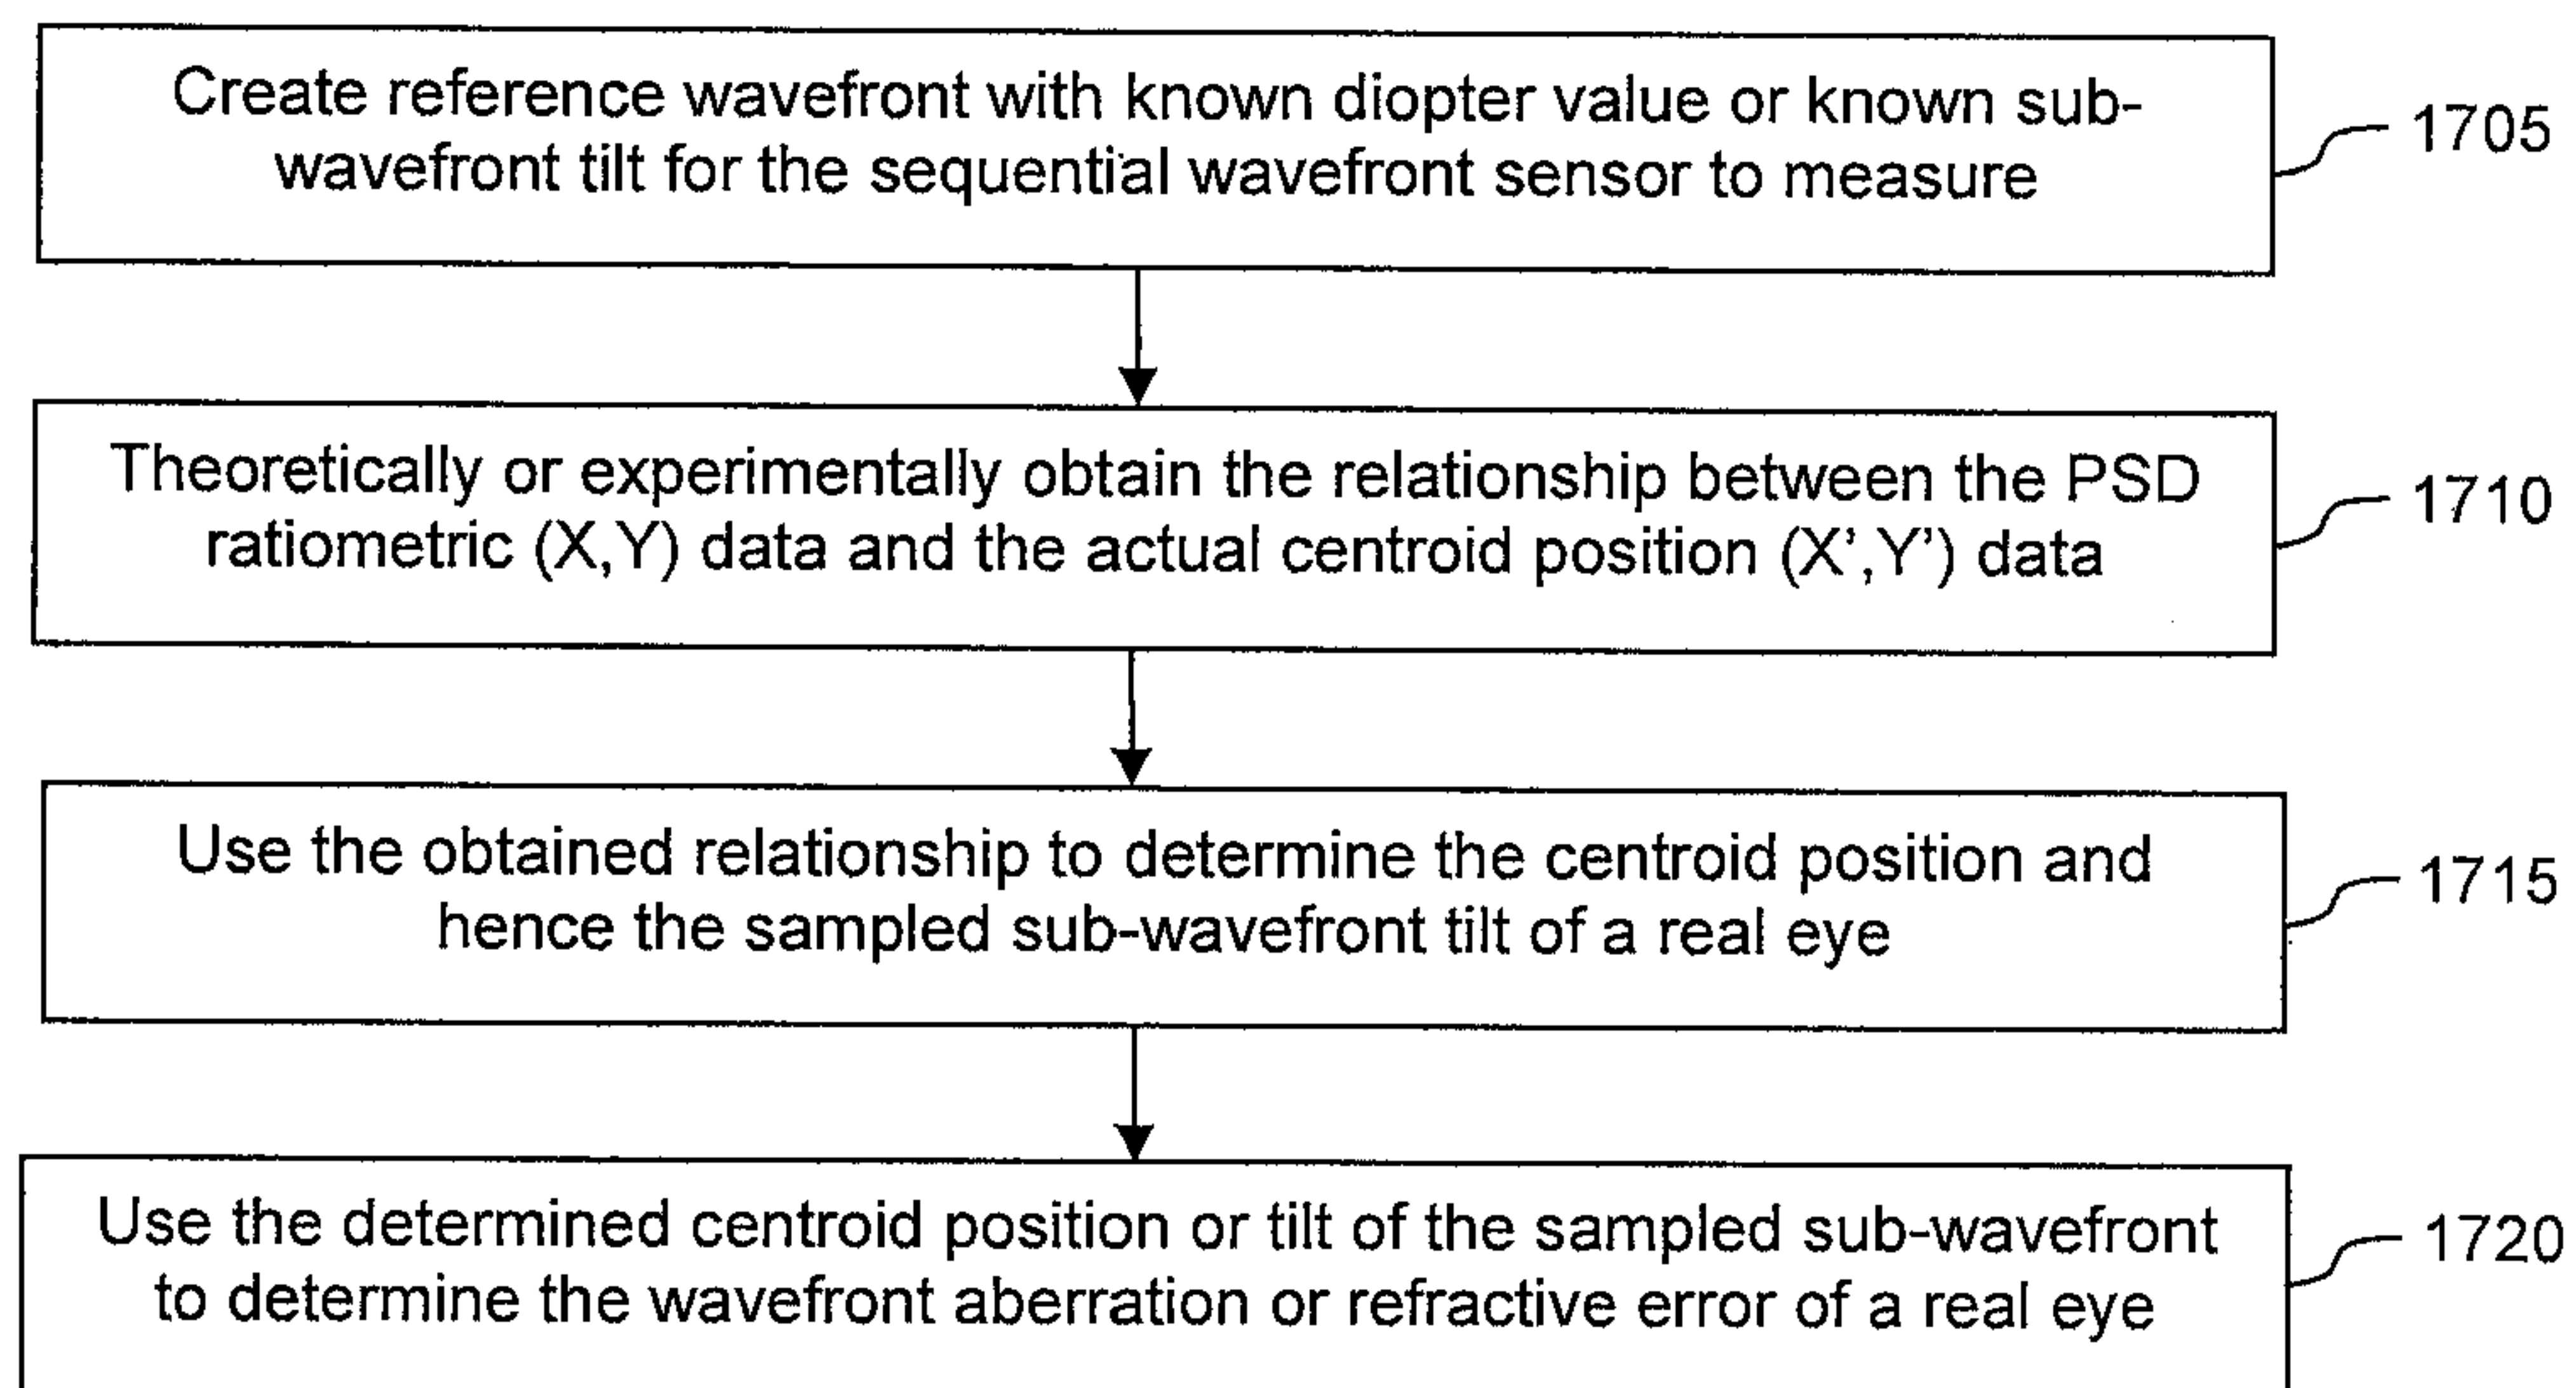 Create reference wavefront with known diopter value or known sub-
wavefront tilt for the sequential wavefront sensor to measure
1705
Theoretically or experimentally obtain the relationship between the PSD
ratiometric (X,Y) data and the actual centroid position (X’,Y’) data
1710
Use the obtained relationship to determine the centroid position and
hence the sampled sub-wavefront tilt of a real eye
1715
Use the determined centroid position or tilt of the sampled sub-wavefront
to determine the wavefront aberration or refractive error of a real eye
1720